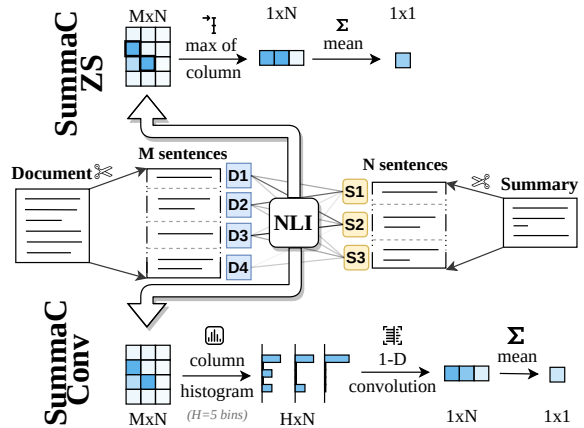 SummaC
ZS
MxN
max of
column
1xN
Σ
mean
1x1
Document
M sentences
D1
D2
D3
D4
NLI
S1
S2
S3
N sentences
Summary
SummaC
Conv
MxN
column
histogram
(H=5 bins)
HxN
1-D
convolution
1xN
Σ
mean
1x1